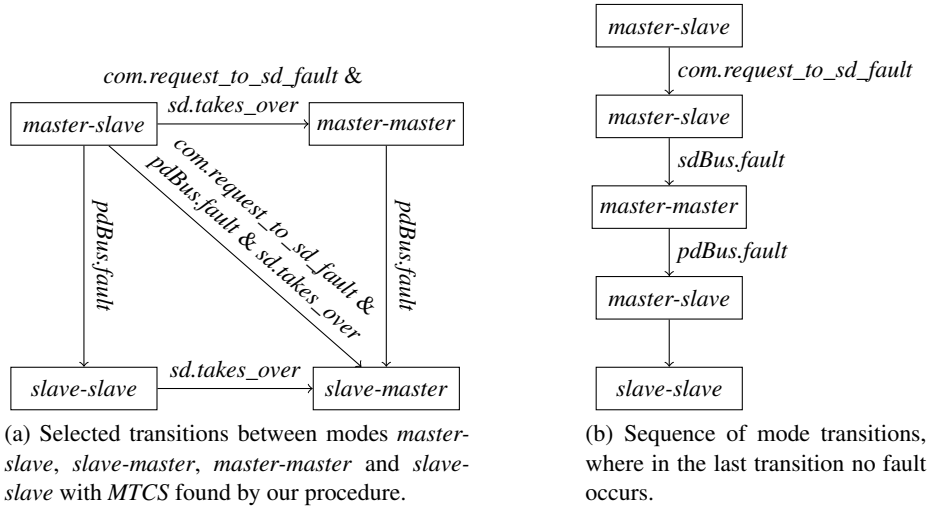 com.request_to_sd_fault &
sd.takes_over
master-slave
master-master
com.request_to_sd_fault &
pdBus.fault & sd.takes_over
pdBus.fault
pdBus.fault
sd.takes_over
slave-slave
slave-master
(a) Selected transitions between modes master-
slave, slave-master, master-master and slave-
slave with MTCS found by our procedure.
master-slave
com.request_to_sd_fault
master-slave
sdBus.fault
master-master
pdBus.fault
master-slave
slave-slave
(b) Sequence of mode transitions,
where in the last transition no fault
occurs.